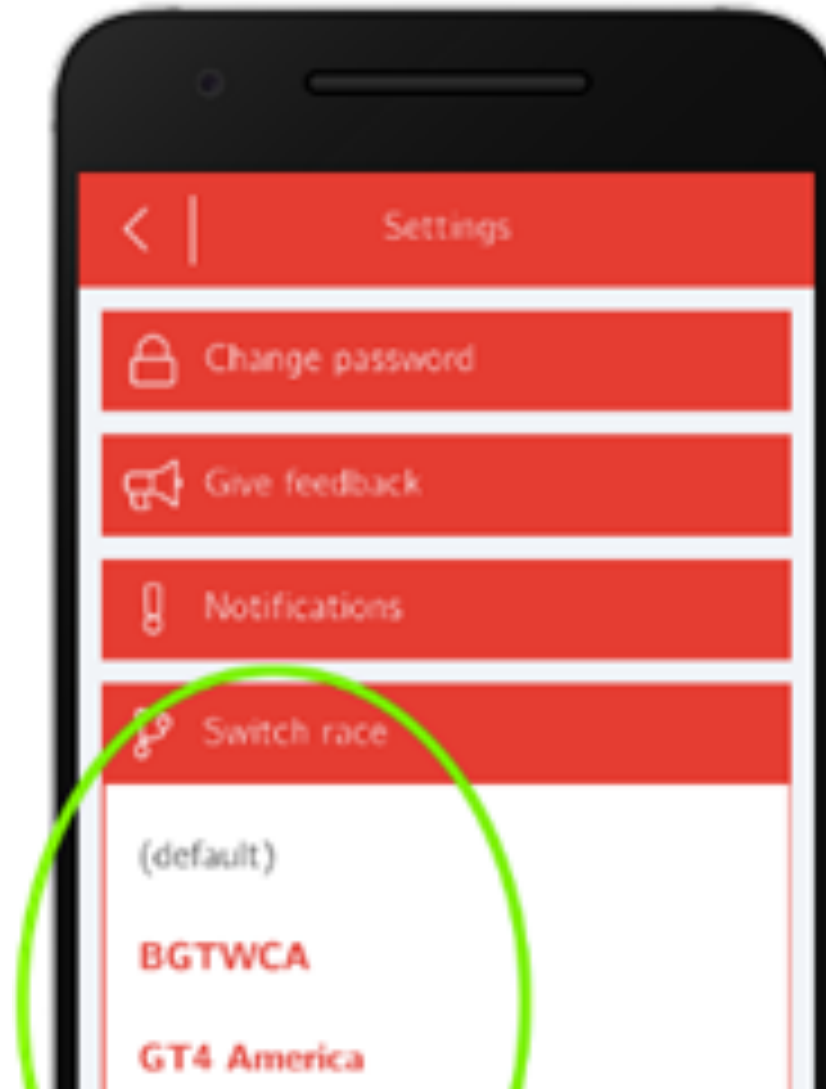 Settings
Change password
Give feedback
Notifications
Switch race
(default)
BGTWCA
GT4 America